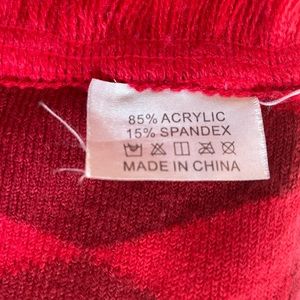 85% ACRYLIC
15% SPANDEX
MADE IN CHINA